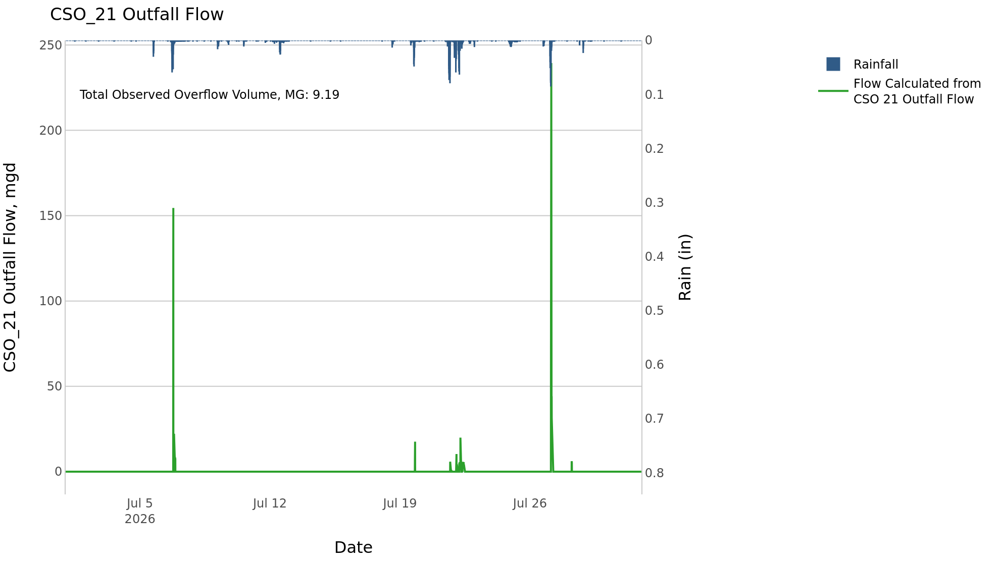 CSO_21 Outfall Flow
250
200
150
100
50
0
CSO_21 Outfall Flow, mgd
Total Observed Overflow Volume, MG: 9.19
0
0.1
0.2
0.3
0.4
0.5
0.6
0.7
0.8
Rain (in)
Rainfall
Flow Calculated from
CSO 21 Outfall Flow
Jul 5
2026
Jul 12
Jul 19
Jul 26
Date